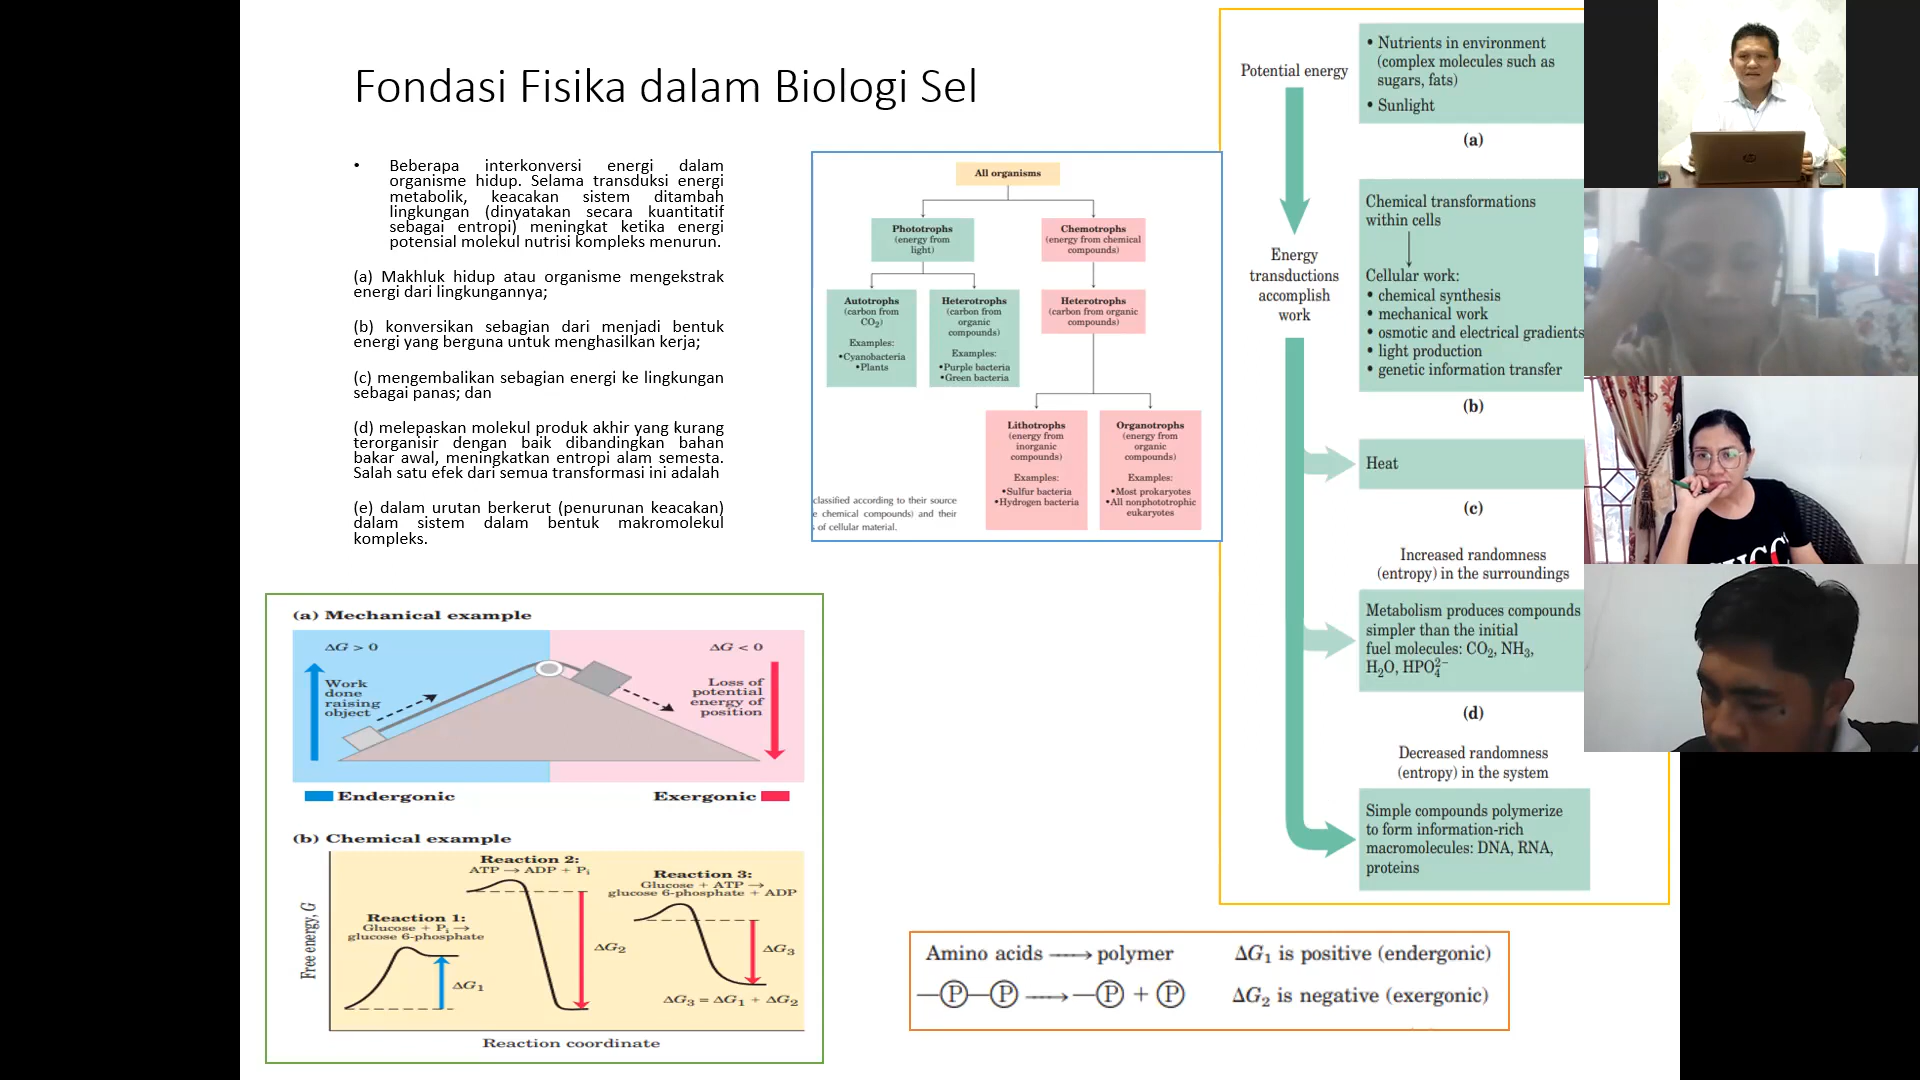 Fondasi Fisika dalam Biologi Sel
• Beberapa interkonversi energi dalam
organisme hidup. Selama transduksi energi
metabolik, keacakan sistem ditambah
lingkungan (dinyatakan secara kuantitatif
sebagai entropi) meningkat ketika energi
potensial molekul nutrisi kompleks menurun.
(a) Makhluk hidup atau organisme mengekstrak
energi dari lingkungannya;
(b) konversikan sebagian dari menjadi bentuk
energi yang berguna untuk menghasilkan kerja;
(c) mengembalikan sebagian energi ke lingkungan
sebagai panas; dan
(d) melepaskan molekul produk akhir yang kurang
terorganisir dengan baik dibandingkan bahan
bakar awal, meningkatkan entropi alam semesta.
Salah satu efek dari semua transformasi ini adalah
(e) dalam urutan berkerut (penurunan keacakan)
dalam sistem dalam bentuk makromolekul
kompleks.
All organisms
Phototrophs
(energy from
light)
Chemotrophs
(energy from chemical
compounds)
Autotrophs
(carbon from
CO₂)
Examples:
•Cyanobacteria
•Plants
Heterotrophs
(carbon from
organic
compounds)
Examples:
•Purple bacteria
•Green bacteria
Heterotrophs
(carbon from organic
compounds)
Lithotrophs
(energy from
inorganic
compounds)
Examples:
•Sulfur bacteria
•Hydrogen bacteria
Organotrophs
(energy from
organic
compounds)
Examples:
•Most prokaryotes
•All nonphototrophic
eukaryotes
classified according to their source
e chemical compounds) and their
s of cellular material.
Potential energy
Energy
transductions
accomplish
work
• Nutrients in environment
(complex molecules such as
sugars, fats)
• Sunlight
(a)
Chemical transformations
within cells
Cellular work:
• chemical synthesis
• mechanical work
• osmotic and electrical gradients
• light production
• genetic information transfer
(b)
Heat
(c)
Increased randomness
(entropy) in the surroundings
Metabolism produces compounds
simpler than the initial
fuel molecules: CO₂, NH₃,
H₂O, HPO₄²⁻
(d)
Decreased randomness
(entropy) in the system
Simple compounds polymerize
to form information-rich
macromolecules: DNA, RNA,
proteins
(a) Mechanical example
ΔG > 0
ΔG < 0
Work
done
raising
object
Loss of
potential
energy of
position
Endergonic
Exergonic
(b) Chemical example
Reaction 2:
ATP → ADP + Pᵢ
Reaction 3:
Glucose + ATP →
glucose 6-phosphate + ADP
Reaction 1:
Glucose + Pᵢ →
glucose 6-phosphate
Free energy, G
ΔG₁
ΔG₂
ΔG₃
ΔG₃ = ΔG₁ + ΔG₂
Reaction coordinate
Amino acids ⟶ polymer ΔG₁ is positive (endergonic)
—Ⓟ—Ⓟ ⟶ —Ⓟ + Ⓟ ΔG₂ is negative (exergonic)